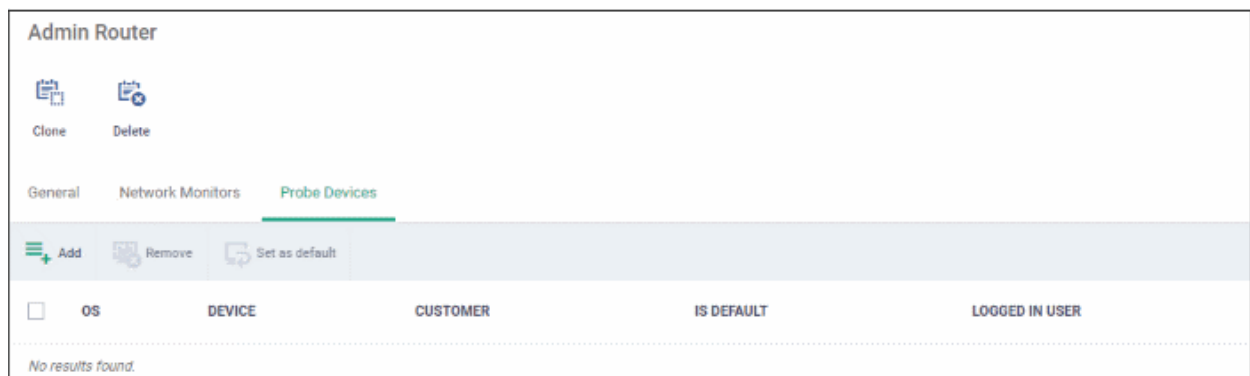 Admin Router
Clone Delete
General Network Monitors Probe Devices
Add Remove Set as default
OS DEVICE CUSTOMER IS DEFAULT LOGGED IN USER
No results found.